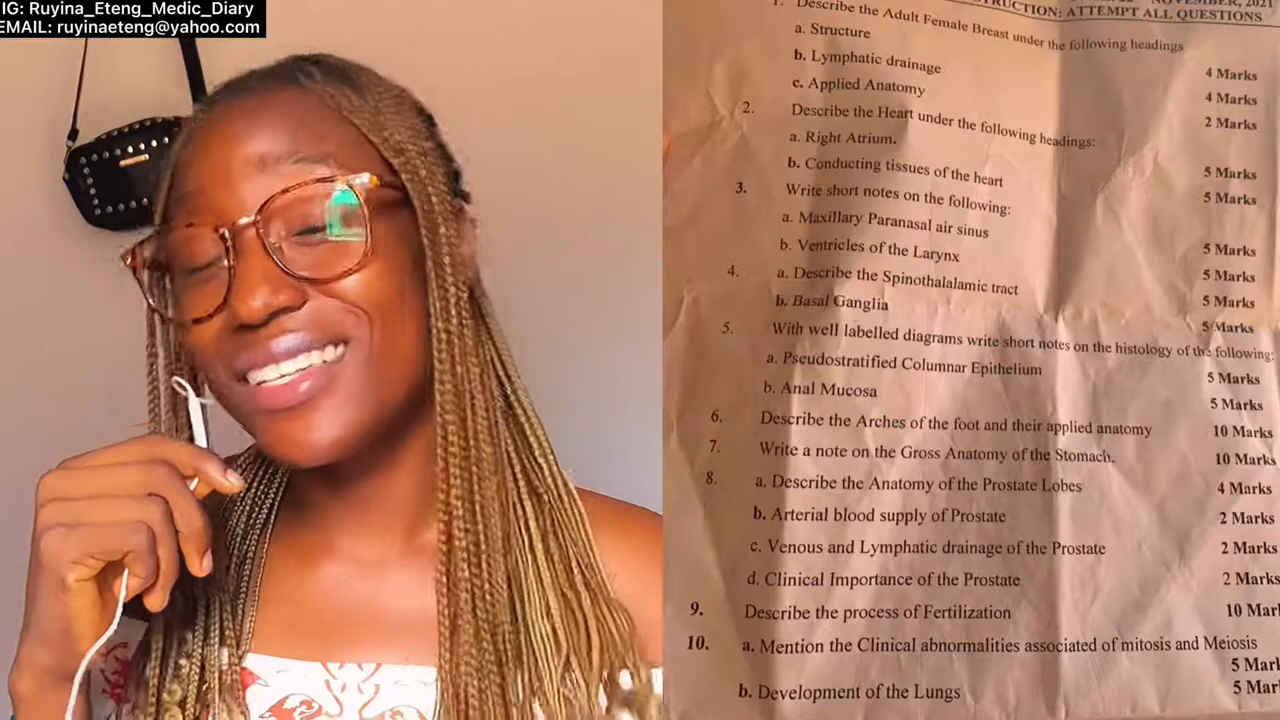 IG: Ruyina_Eteng_Medic_Diary
EMAIL: ruyinaeteng@yahoo.com
NOVEMBER, 2021
INSTRUCTION: ATTEMPT ALL QUESTIONS
1. Describe the Adult Female Breast under the following headings
a. Structure 4 Marks
b. Lymphatic drainage 4 Marks
c. Applied Anatomy 2 Marks
2. Describe the Heart under the following headings:
a. Right Atrium. 5 Marks
b. Conducting tissues of the heart 5 Marks
3. Write short notes on the following:
a. Maxillary Paranasal air sinus 5 Marks
b. Ventricles of the Larynx 5 Marks
4. a. Describe the Spinothalalamic tract 5 Marks
b. Basal Ganglia 5 Marks
5. With well labelled diagrams write short notes on the histology of the following:
a. Pseudostratified Columnar Epithelium 5 Marks
b. Anal Mucosa 5 Marks
6. Describe the Arches of the foot and their applied anatomy 10 Marks
7. Write a note on the Gross Anatomy of the Stomach. 10 Marks
8. a. Describe the Anatomy of the Prostate Lobes 4 Marks
b. Arterial blood supply of Prostate 2 Marks
c. Venous and Lymphatic drainage of the Prostate 2 Marks
d. Clinical Importance of the Prostate 2 Marks
9. Describe the process of Fertilization 10 Mar
10. a. Mention the Clinical abnormalities associated of mitosis and Meiosis
5 Mar
b. Development of the Lungs 5 Mar